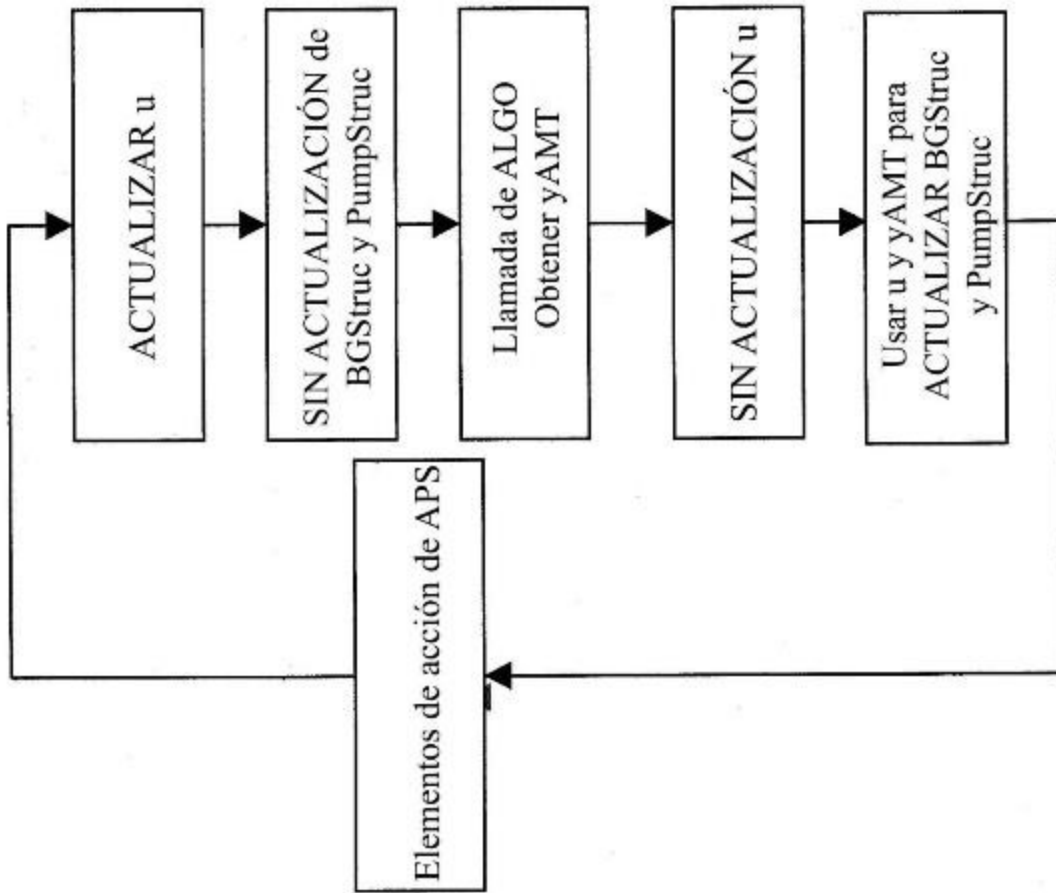 ACTUALIZAR u
SIN ACTUALIZACIÓN de
BGStruc y PumpStruc
Llamada de ALGO
Obtener yAMT
SIN ACTUALIZACIÓN u
Usar u y yAMT para
ACTUALIZAR BGStruc
y PumpStruc
Elementos de acción de APS